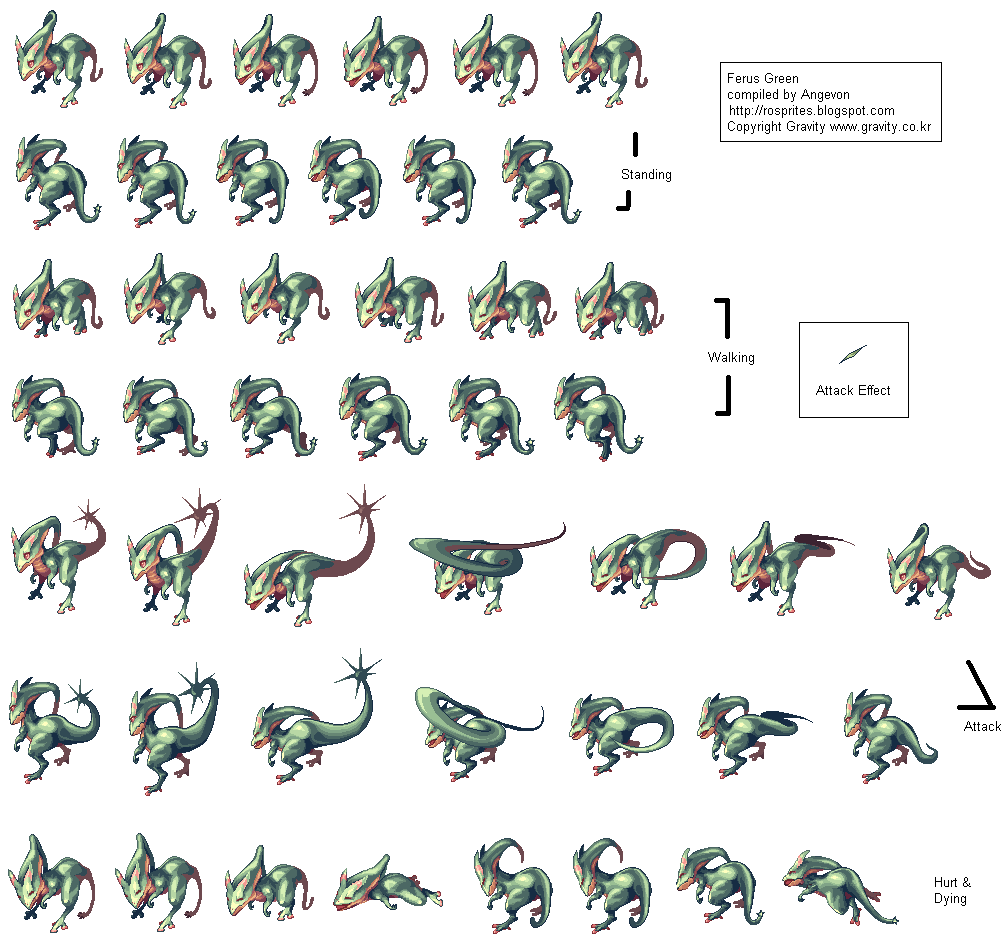 Ferus Green
compiled by Angevon
http://rosprites.blogspot.com
Copyright Gravity www.gravity.co.kr
Standing
Walking
Attack Effect
Attack
Hurt &
Dying